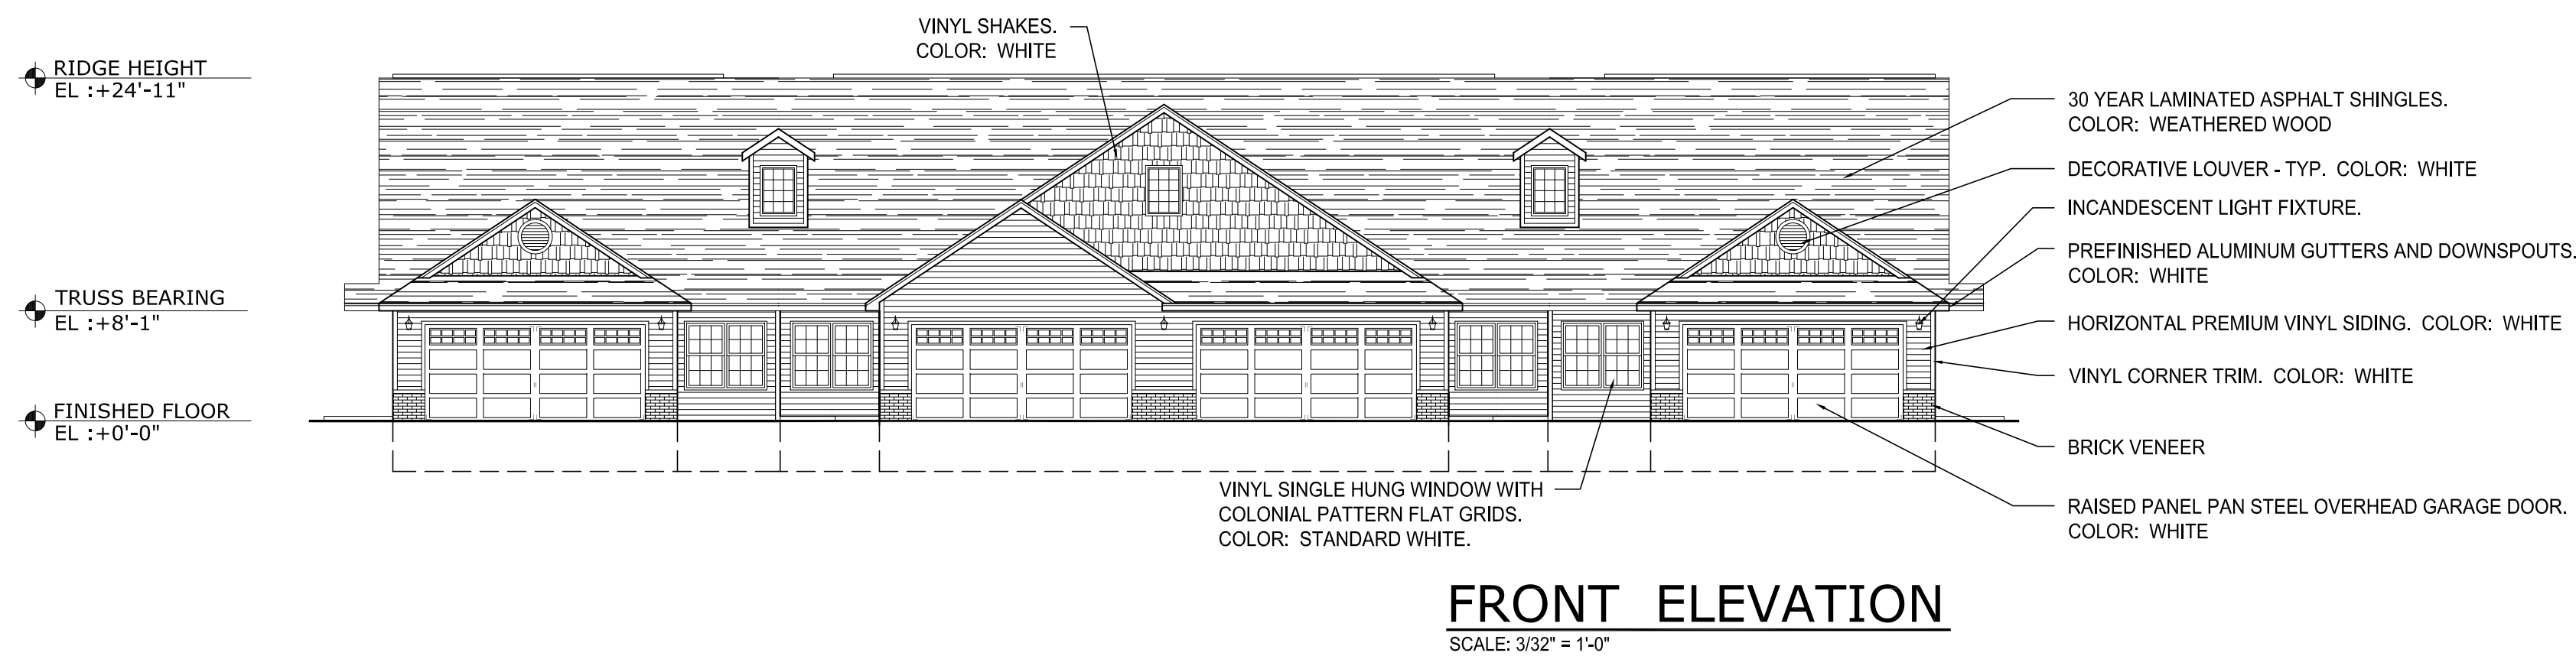 VINYL SHAKES.
COLOR: WHITE
RIDGE HEIGHT
EL :+24'-11"
TRUSS BEARING
EL :+8'-1"
FINISHED FLOOR
EL :+0'-0"
30 YEAR LAMINATED ASPHALT SHINGLES.
COLOR: WEATHERED WOOD
DECORATIVE LOUVER - TYP. COLOR: WHITE
INCANDESCENT LIGHT FIXTURE.
PREFINISHED ALUMINUM GUTTERS AND DOWNSPOUTS.
COLOR: WHITE
HORIZONTAL PREMIUM VINYL SIDING. COLOR: WHITE
VINYL CORNER TRIM. COLOR: WHITE
BRICK VENEER
RAISED PANEL PAN STEEL OVERHEAD GARAGE DOOR.
COLOR: WHITE
VINYL SINGLE HUNG WINDOW WITH
COLONIAL PATTERN FLAT GRIDS.
COLOR: STANDARD WHITE.
FRONT ELEVATION
SCALE: 3/32" = 1'-0"